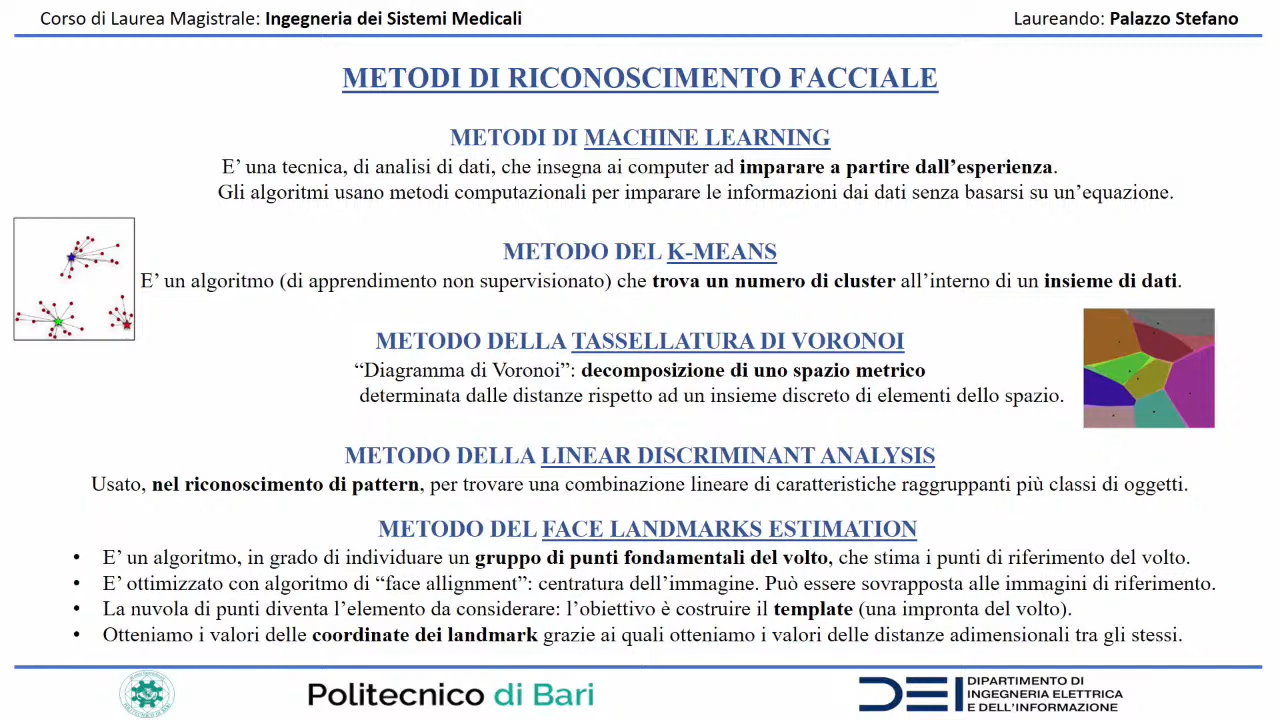 Corso di Laurea Magistrale: Ingegneria dei Sistemi Medicali
Laureando: Palazzo Stefano
METODI DI RICONOSCIMENTO FACCIALE
METODI DI MACHINE LEARNING
E’ una tecnica, di analisi di dati, che insegna ai computer ad imparare a partire dall’esperienza.
Gli algoritmi usano metodi computazionali per imparare le informazioni dai dati senza basarsi su un’equazione.
METODO DEL K-MEANS
E’ un algoritmo (di apprendimento non supervisionato) che trova un numero di cluster all’interno di un insieme di dati.
METODO DELLA TASSELLATURA DI VORONOI
“Diagramma di Voronoi”: decomposizione di uno spazio metrico
determinata dalle distanze rispetto ad un insieme discreto di elementi dello spazio.
METODO DELLA LINEAR DISCRIMINANT ANALYSIS
Usato, nel riconoscimento di pattern, per trovare una combinazione lineare di caratteristiche raggruppanti più classi di oggetti.
METODO DEL FACE LANDMARKS ESTIMATION
• E’ un algoritmo, in grado di individuare un gruppo di punti fondamentali del volto, che stima i punti di riferimento del volto.
• E’ ottimizzato con algoritmo di “face allignment”: centratura dell’immagine. Può essere sovrapposta alle immagini di riferimento.
• La nuvola di punti diventa l’elemento da considerare: l’obiettivo è costruire il template (una impronta del volto).
• Otteniamo i valori delle coordinate dei landmark grazie ai quali otteniamo i valori delle distanze adimensionali tra gli stessi.
Politecnico di Bari
DEI
DIPARTIMENTO DI
INGEGNERIA ELETTRICA
E DELL’INFORMAZIONE